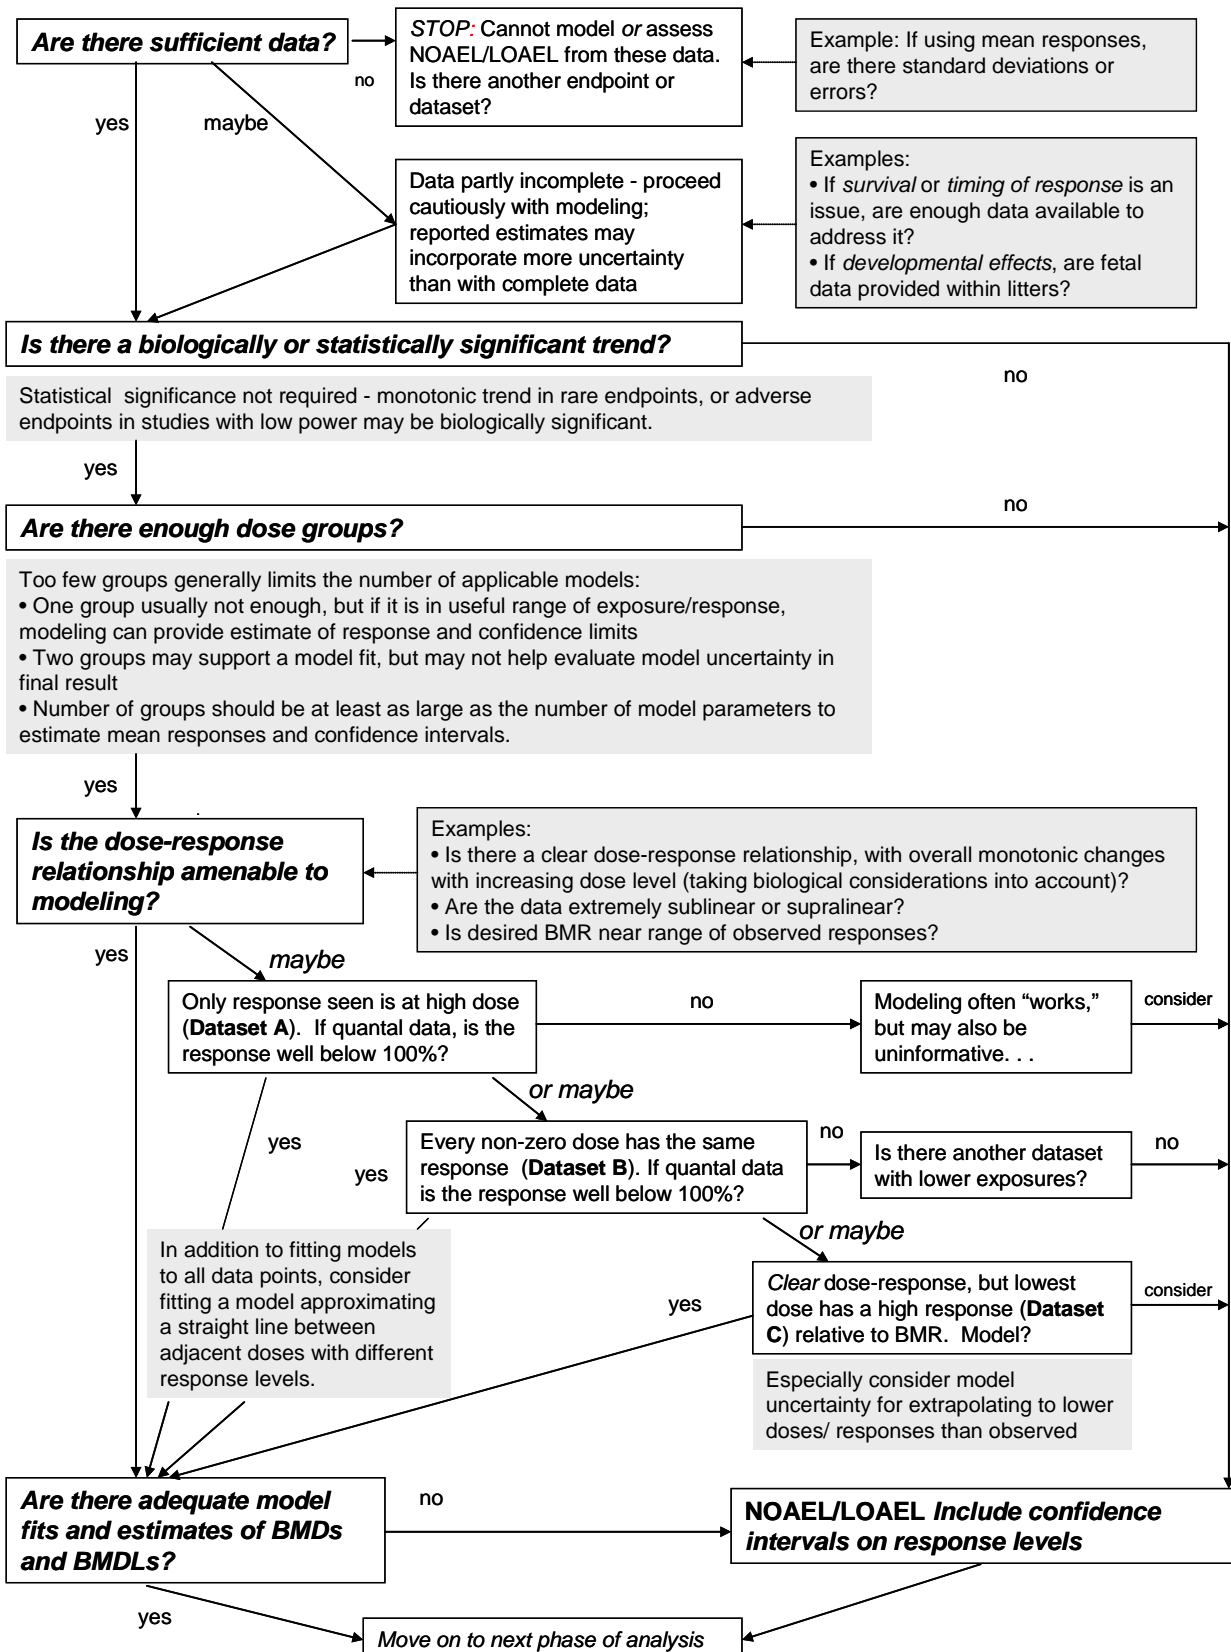 Are there sufficient data?
STOP: Cannot model or assess
NOAEL/LOAEL from these data.
Is there another endpoint or
dataset?
Example: If using mean responses,
are there standard deviations or
errors?
no
yes
maybe
Data partly incomplete - proceed
cautiously with modeling;
reported estimates may
incorporate more uncertainty
than with complete data
Examples:
• If survival or timing of response is an
issue, are enough data available to
address it?
• If developmental effects, are fetal
data provided within litters?
Is there a biologically or statistically significant trend?
no
Statistical significance not required - monotonic trend in rare endpoints, or adverse
endpoints in studies with low power may be biologically significant.
yes
Are there enough dose groups?
no
Too few groups generally limits the number of applicable models:
• One group usually not enough, but if it is in useful range of exposure/response,
modeling can provide estimate of response and confidence limits
• Two groups may support a model fit, but may not help evaluate model uncertainty in
final result
• Number of groups should be at least as large as the number of model parameters to
estimate mean responses and confidence intervals.
yes
Is the dose-response
relationship amenable to
modeling?
Examples:
• Is there a clear dose-response relationship, with overall monotonic changes
with increasing dose level (taking biological considerations into account)?
• Are the data extremely sublinear or supralinear?
• Is desired BMR near range of observed responses?
yes
maybe
Only response seen is at high dose
(Dataset A). If quantal data, is the
response well below 100%?
no
Modeling often “works,”
but may also be
uninformative. . .
consider
or maybe
yes
Every non-zero dose has the same
response (Dataset B). If quantal data
is the response well below 100%?
yes
no
Is there another dataset
with lower exposures?
no
or maybe
In addition to fitting models
to all data points, consider
fitting a model approximating
a straight line between
adjacent doses with different
response levels.
yes
Clear dose-response, but lowest
dose has a high response (Dataset
C) relative to BMR. Model?
consider
Especially consider model
uncertainty for extrapolating to lower
doses/ responses than observed
Are there adequate model
fits and estimates of BMDs
and BMDLs?
no
NOAEL/LOAEL Include confidence
intervals on response levels
yes
Move on to next phase of analysis